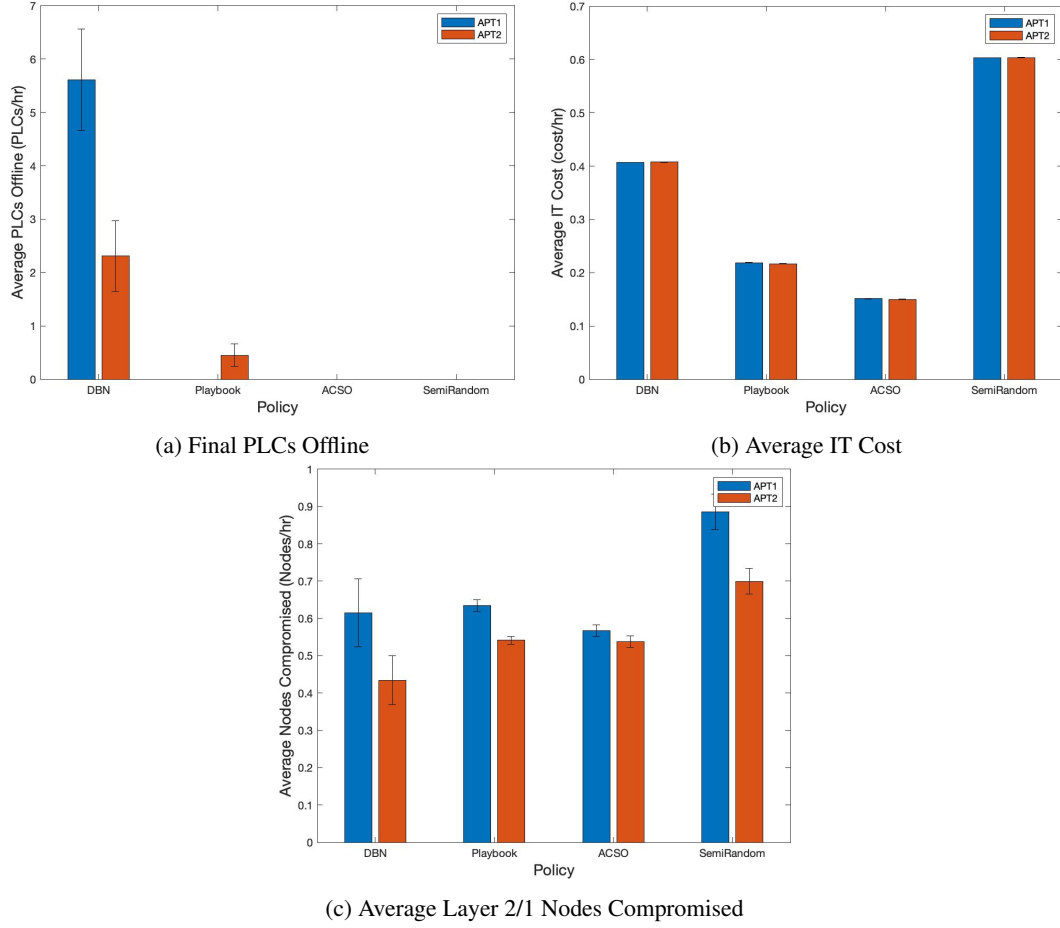 7
6
5
4
3
2
1
0
Average PLCs Offline (PLCs/hr)
APT1
APT2
DBN Playbook ACSO SemiRandom
Policy
(a) Final PLCs Offline
0.7
0.6
0.5
0.4
0.3
0.2
0.1
0
Average IT Cost (cost/hr)
APT1
APT2
DBN Playbook ACSO SemiRandom
Policy
(b) Average IT Cost
1
0.9
0.8
0.7
0.6
0.5
0.4
0.3
0.2
0.1
0
Average Nodes Compromised (Nodes/hr)
APT1
APT2
DBN Playbook ACSO SemiRandom
Policy
(c) Average Layer 2/1 Nodes Compromised